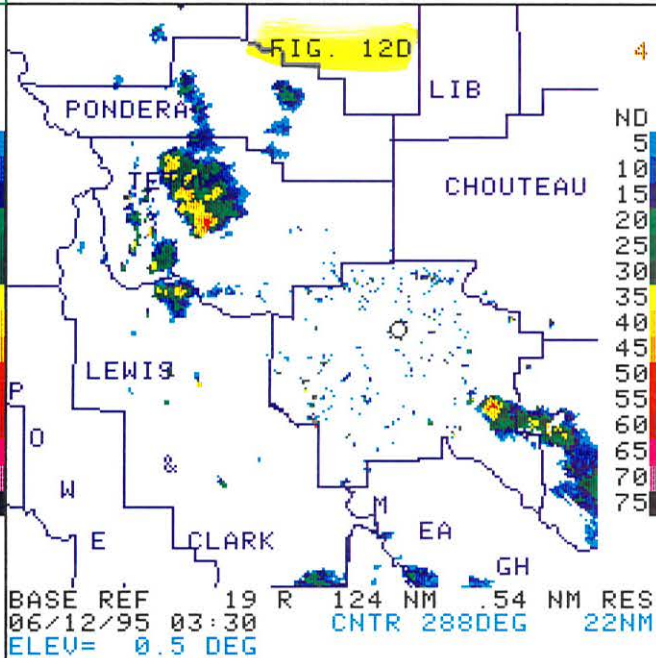 FIG. 12D
4
LIB
PONDERA
ND
5
10
15
20
25
30
35
40
45
50
55
60
65
70
75
CHOUTEAU
LEWIS
P
O
W
E
&
CLARK
M
EA
GH
BASE REF 19 R 124 NM .54 NM RES
06/12/95 03:30 CNTR 288DEG 22NM
ELEV= 0.5 DEG